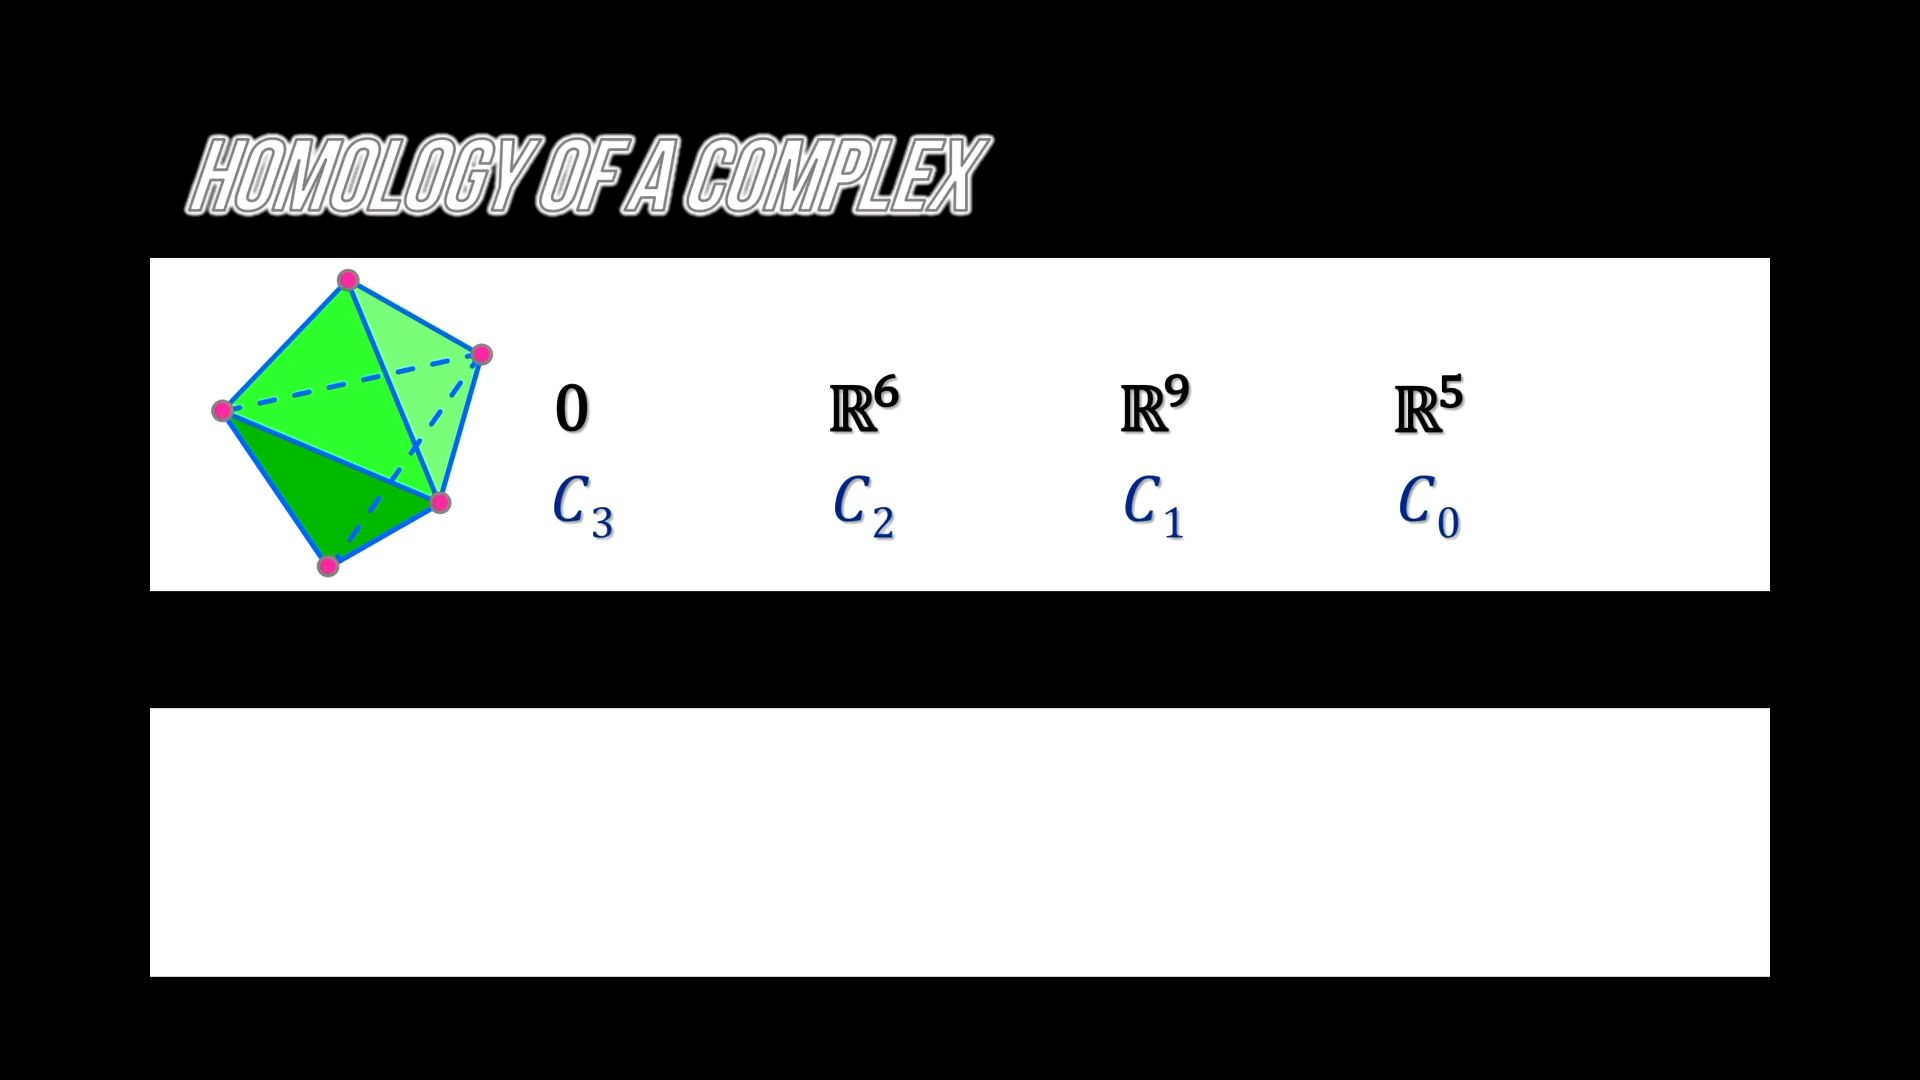 HOMOLOGY OF A COMPLEX
0 ℝ⁶ ℝ⁹ ℝ⁵
C₃ C₂ C₁ C₀